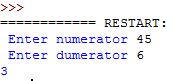 >>>
============ RESTART:
Enter numerator 45
Enter dumerator 6
3
.